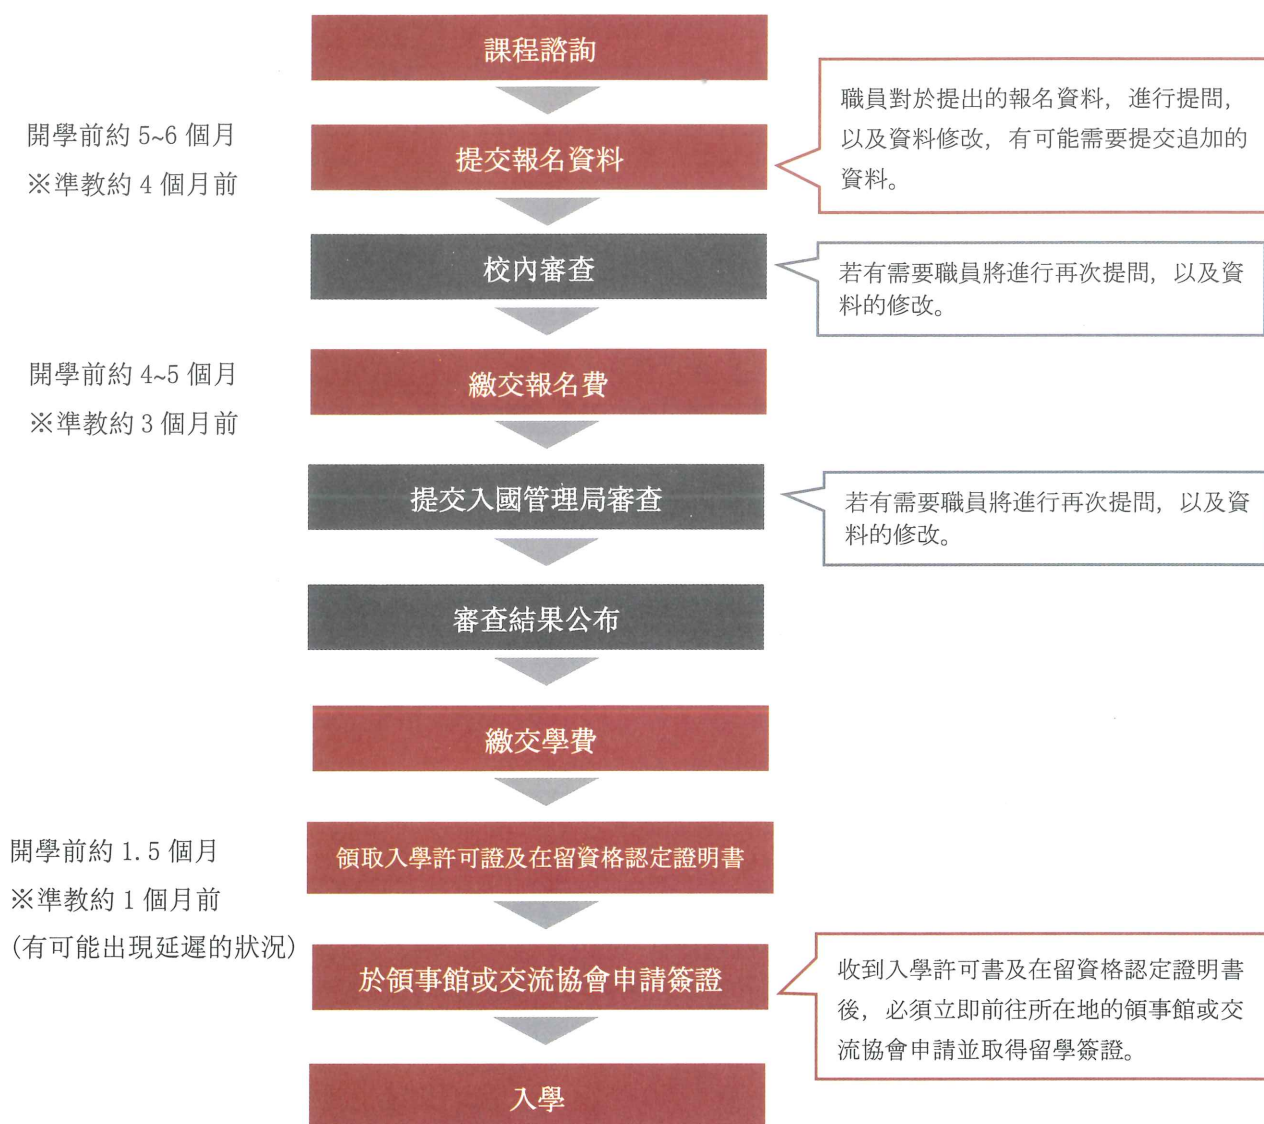 課程諮詢
職員對於提出的報名資料，進行提問，
以及資料修改，有可能需要提交追加的
資料。
開學前約 5~6 個月
※準教約 4 個月前
提交報名資料
校內審查
若有需要職員將進行再次提問，以及資
料的修改。
開學前約 4~5 個月
※準教約 3 個月前
繳交報名費
提交入國管理局審查
若有需要職員將進行再次提問，以及資
料的修改。
審查結果公布
繳交學費
開學前約 1.5 個月
※準教約 1 個月前
(有可能出現延遲的狀況)
領取入學許可證及在留資格認定證明書
於領事館或交流協會申請簽證
收到入學許可書及在留資格認定證明書
後，必須立即前往所在地的領事館或交
流協會申請並取得留學簽證。
入學